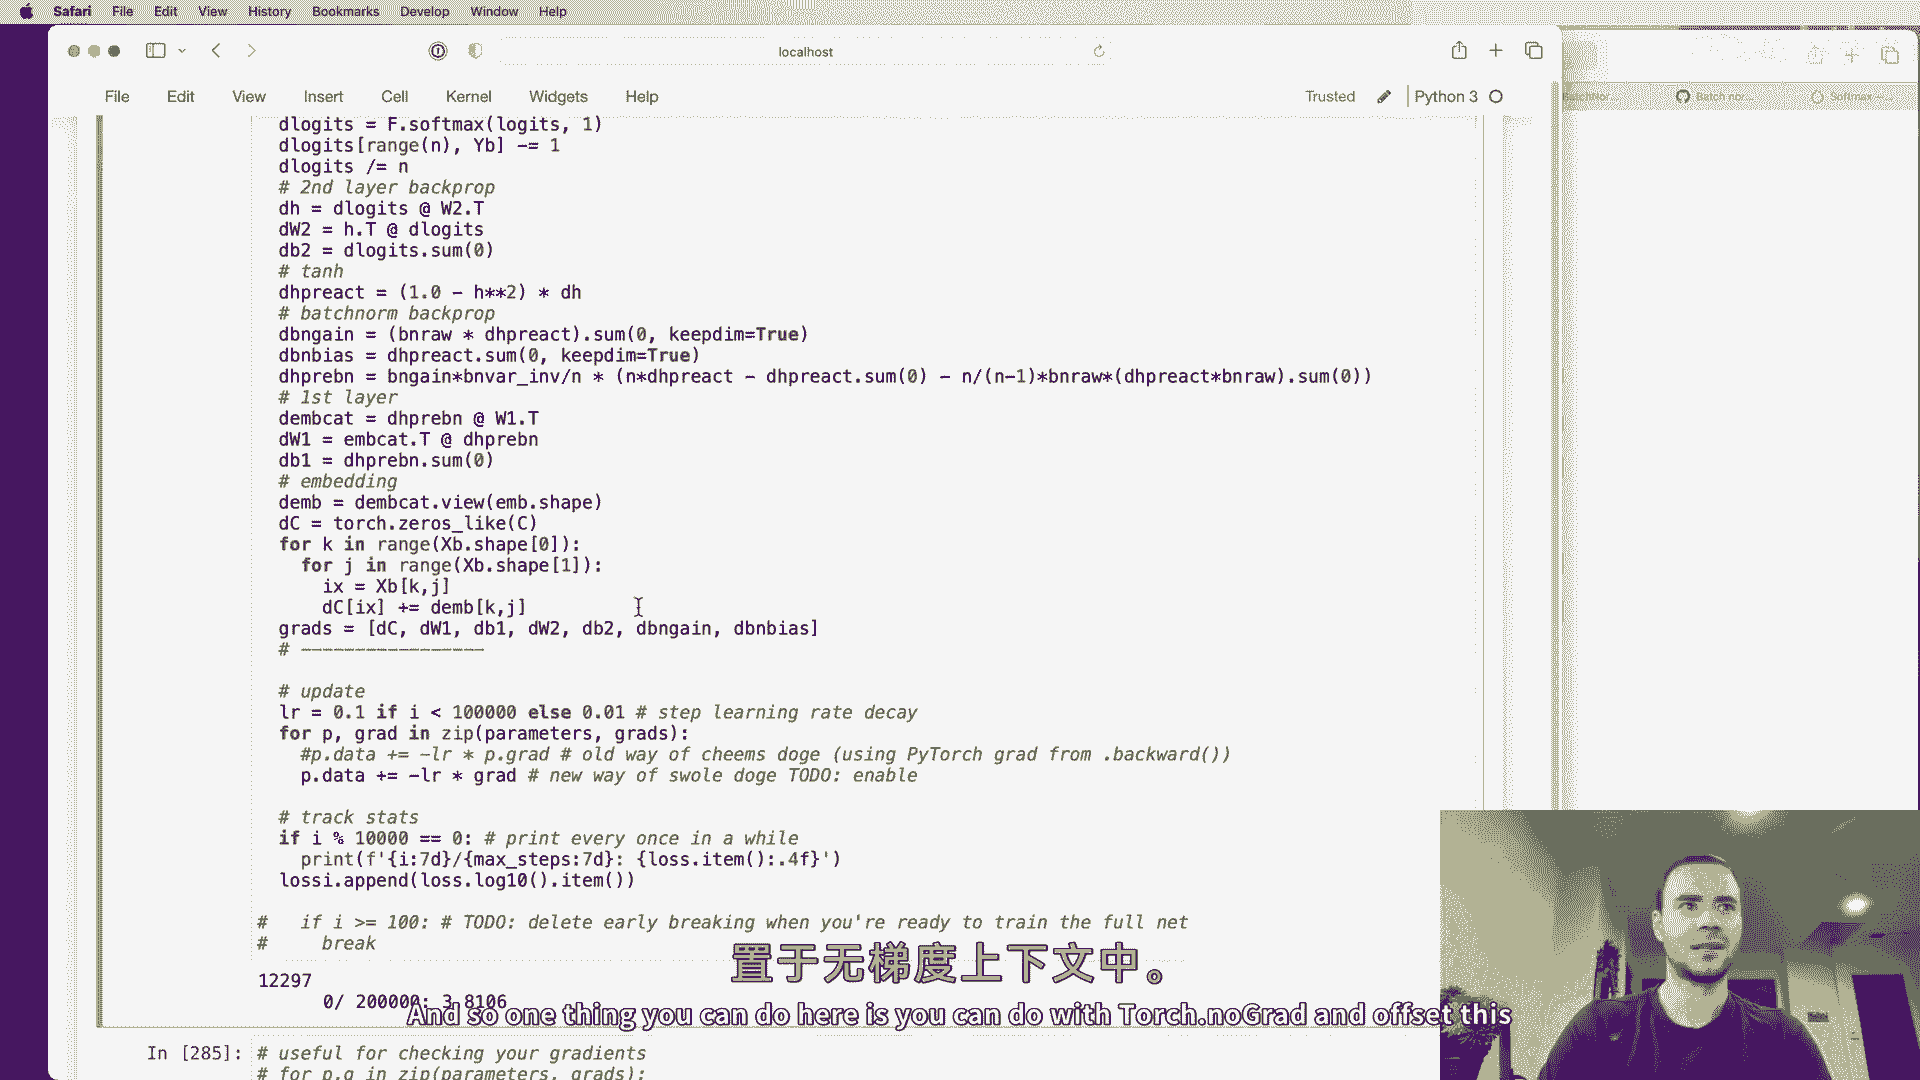 Safari File Edit View History Bookmarks Develop Window Help
localhost
File Edit View Insert Cell Kernel Widgets Help
Trusted Python 3
Batch nor...
Softmax —...
dlogits = F.softmax(logits, 1)
dlogits[range(n), Yb] -= 1
dlogits /= n
# 2nd layer backprop
dh = dlogits @ W2.T
dW2 = h.T @ dlogits
db2 = dlogits.sum(0)
# tanh
dhpreact = (1.0 - h**2) * dh
# batchnorm backprop
dbngain = (bnraw * dhpreact).sum(0, keepdim=True)
dbnbias = dhpreact.sum(0, keepdim=True)
dhprebn = bngain*bnvar_inv/n * (n*dhpreact - dhpreact.sum(0) - n/(n-1)*bnraw*(dhpreact*bnraw).sum(0))
# 1st layer
dembcat = dhprebn @ W1.T
dW1 = embcat.T @ dhprebn
db1 = dhprebn.sum(0)
# embedding
demb = dembcat.view(emb.shape)
dC = torch.zeros_like(C)
for k in range(Xb.shape[0]):
for j in range(Xb.shape[1]):
ix = Xb[k,j]
dC[ix] += demb[k,j]
grads = [dC, dW1, db1, dW2, db2, dbngain, dbnbias]
# -----------------
# update
lr = 0.1 if i < 100000 else 0.01 # step learning rate decay
for p, grad in zip(parameters, grads):
#p.data += -lr * p.grad # old way of cheems doge (using PyTorch grad from .backward())
p.data += -lr * grad # new way of swole doge TODO: enable
# track stats
if i % 10000 == 0: # print every once in a while
print(f'{i:7d}/{max_steps:7d}: {loss.item():.4f}')
lossi.append(loss.log10().item())
# if i >= 100: # TODO: delete early breaking when you're ready to train the full net
# break
置于无梯度上下文中。
12297
0/ 200000: 3.8106
And so one thing you can do here is you can do with Torch.noGrad and offset this
In [285]: # useful for checking your gradients
# for p,g in zip(parameters, grads):